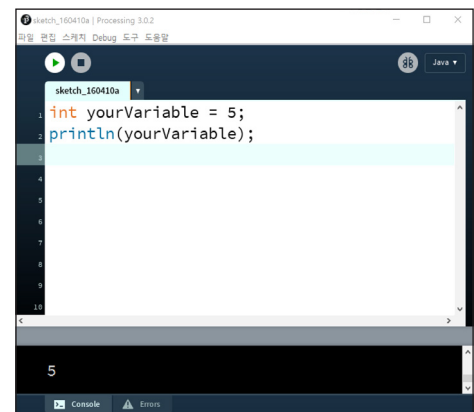 sketch_160410a | Processing 3.0.2
파일 편집 스케치 Debug 도구 도움말
Java ▼
sketch_160410a ▼
1 int yourVariable = 5;
2 println(yourVariable);
3
4
5
6
7
8
9
10
5
Console Errors